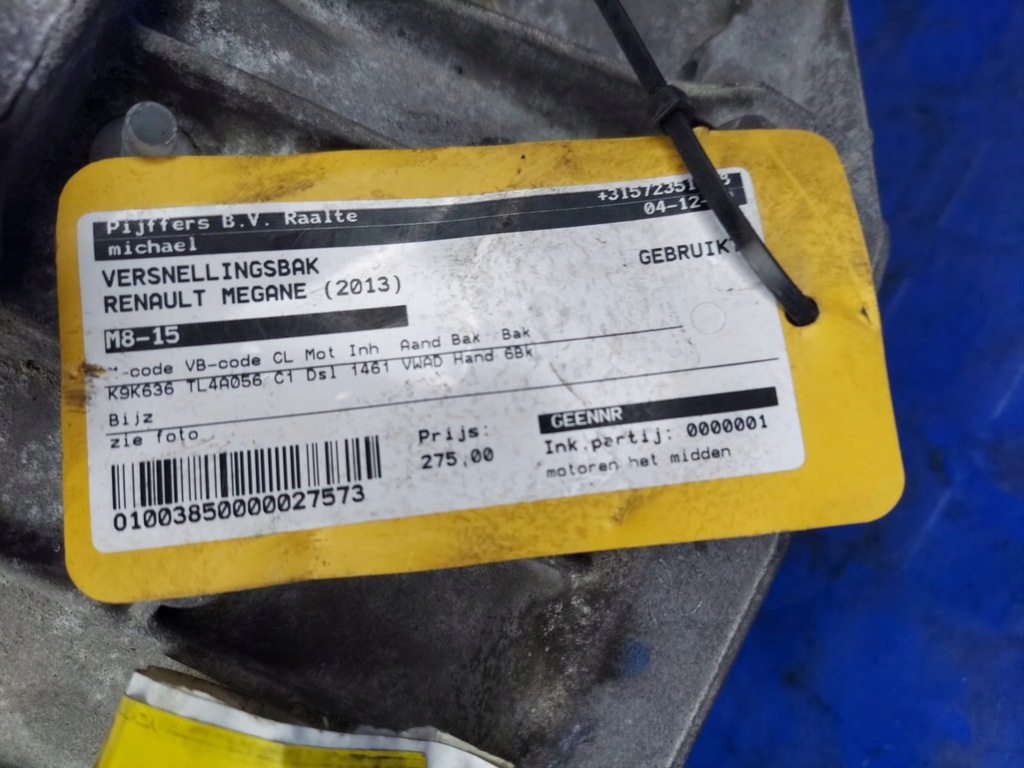 Pijffers B.V. Raalte
michael
04-12-
VERSNELLINGSBAK
GEBRUIKT
RENAULT MEGANE (2013)
M8-15
-code VB-code CL Mot Inh Aand Bak Bak
K9K636 TL4A056 C1 Dsl 1461 VWAD Hand 6Bk
Bijz
zie foto
GEENNR
Prijs:
Ink.partij: 0000001
275,00
motoren het midden
01003850000027573